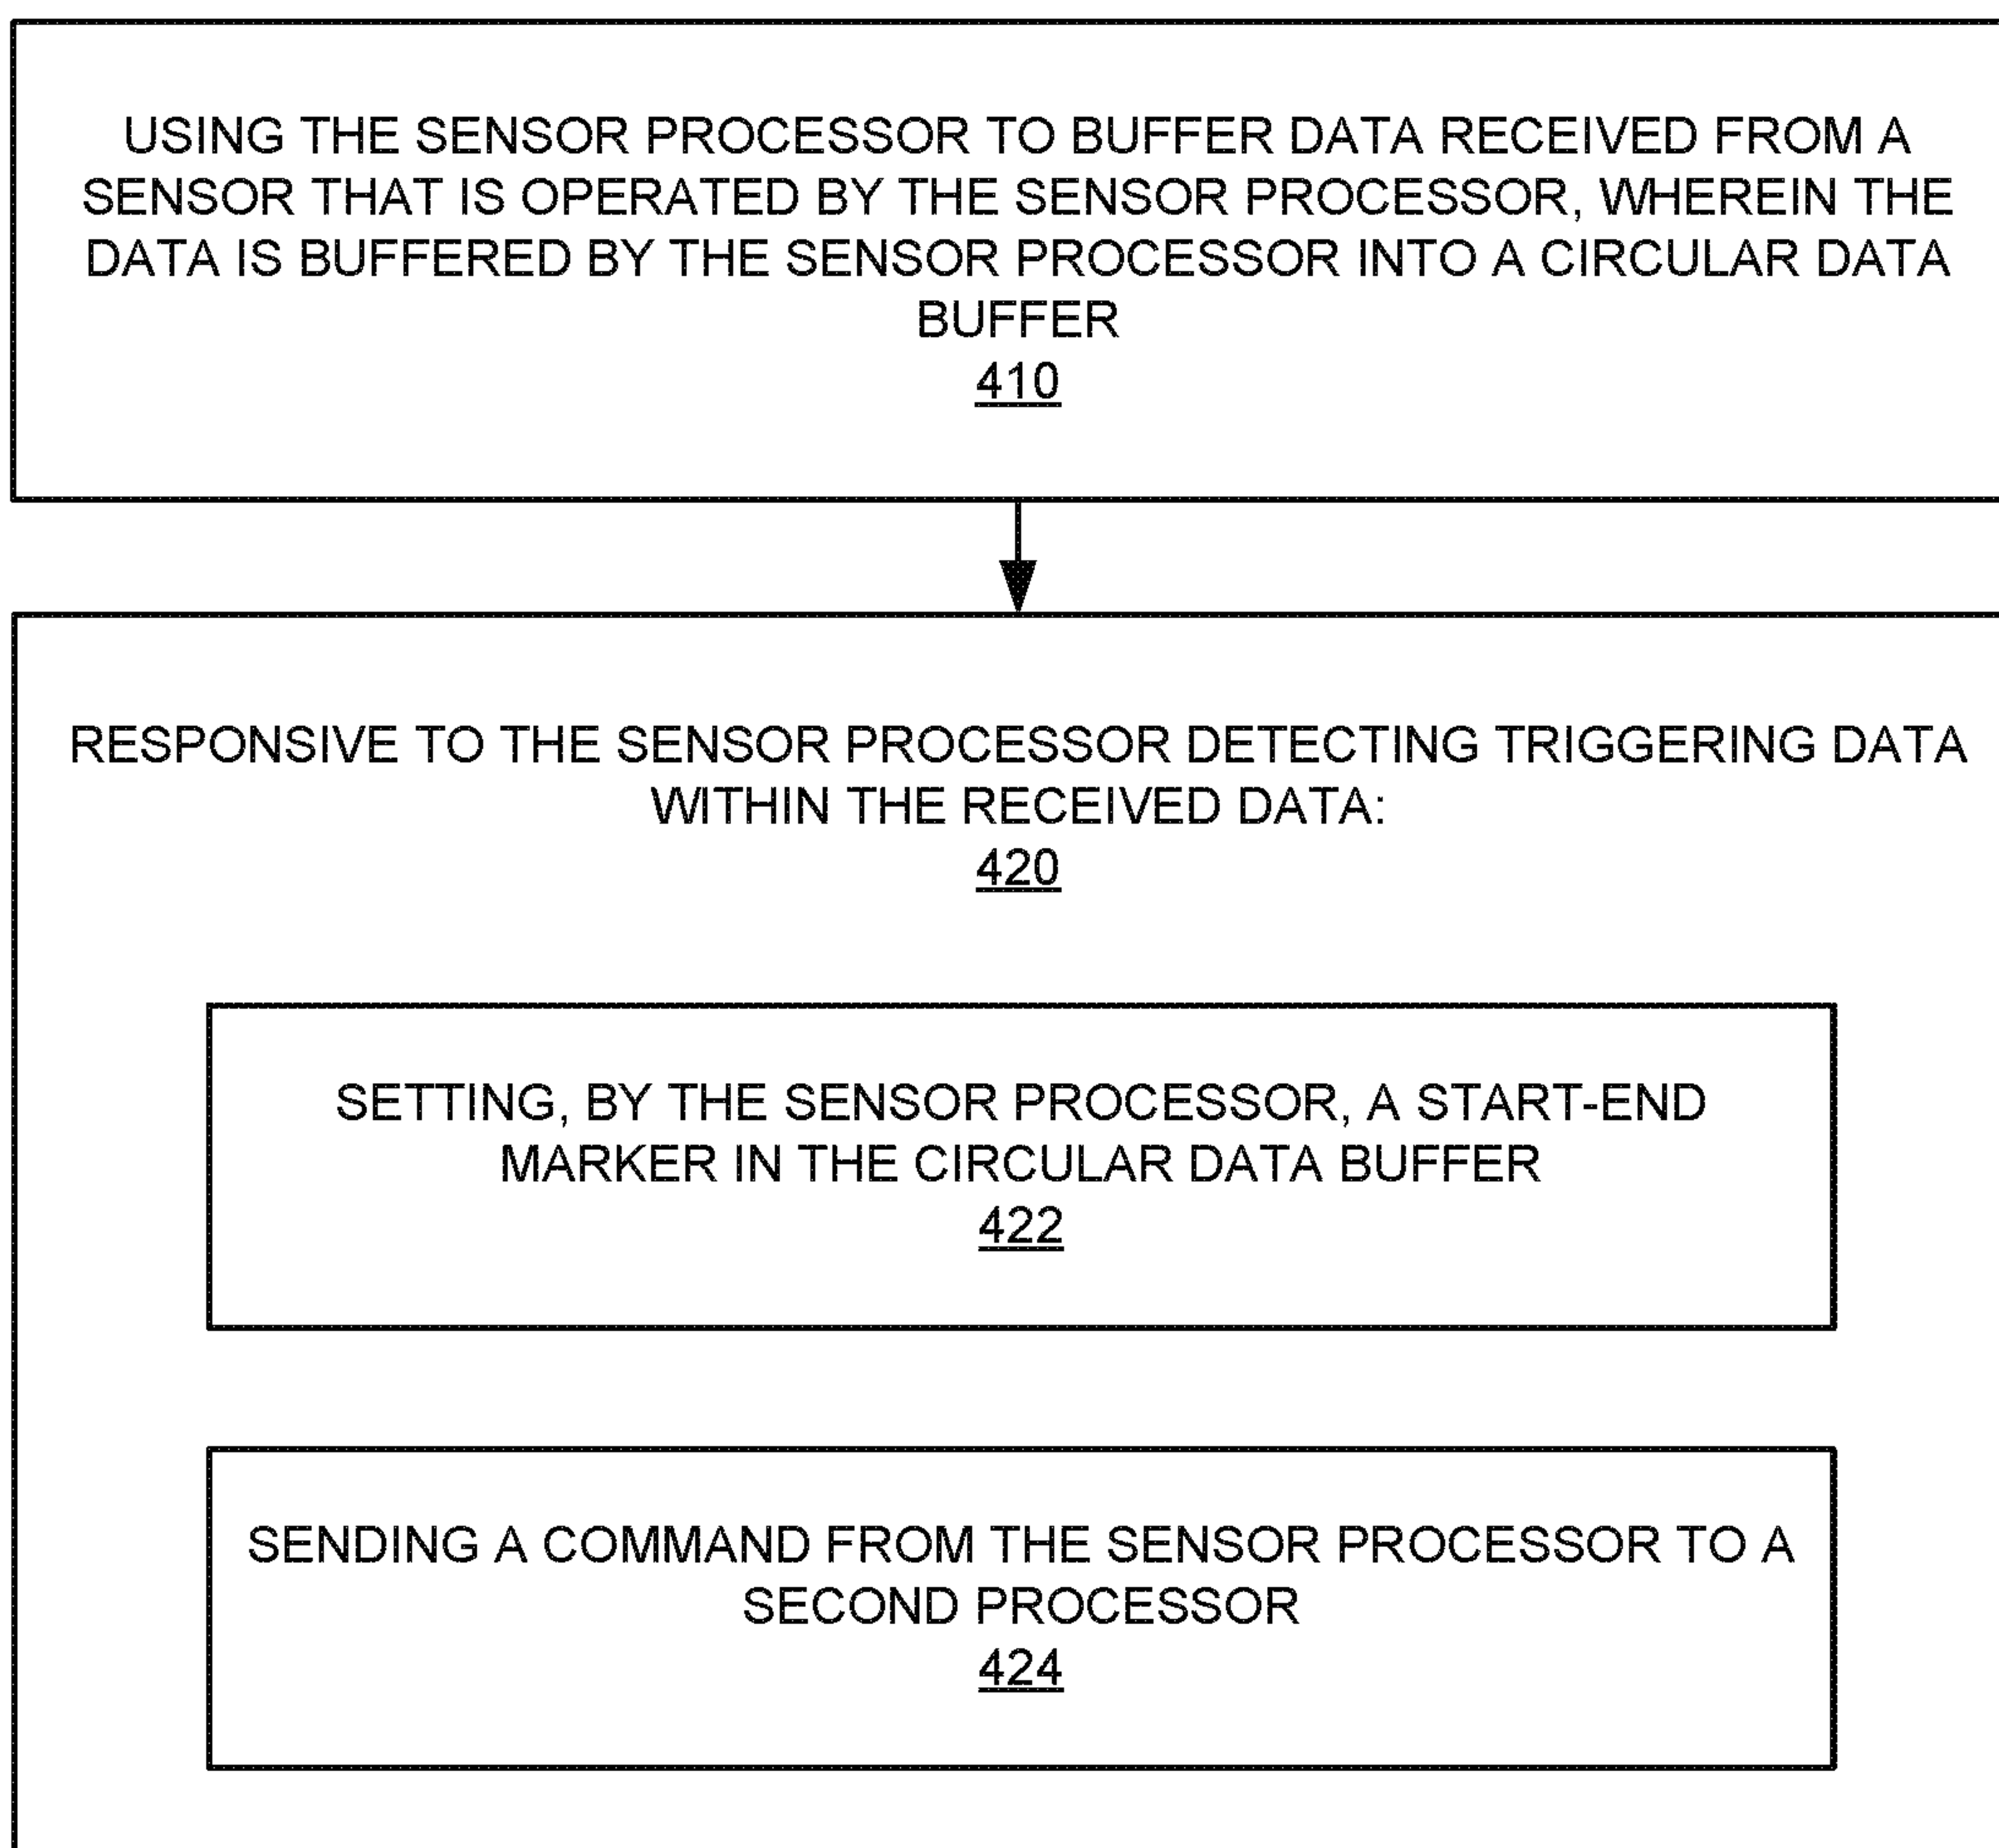 USING THE SENSOR PROCESSOR TO BUFFER DATA RECEIVED FROM A
SENSOR THAT IS OPERATED BY THE SENSOR PROCESSOR, WHEREIN THE
DATA IS BUFFERED BY THE SENSOR PROCESSOR INTO A CIRCULAR DATA
BUFFER
410
RESPONSIVE TO THE SENSOR PROCESSOR DETECTING TRIGGERING DATA
WITHIN THE RECEIVED DATA:
420
SETTING, BY THE SENSOR PROCESSOR, A START-END
MARKER IN THE CIRCULAR DATA BUFFER
422
SENDING A COMMAND FROM THE SENSOR PROCESSOR TO A
SECOND PROCESSOR
424